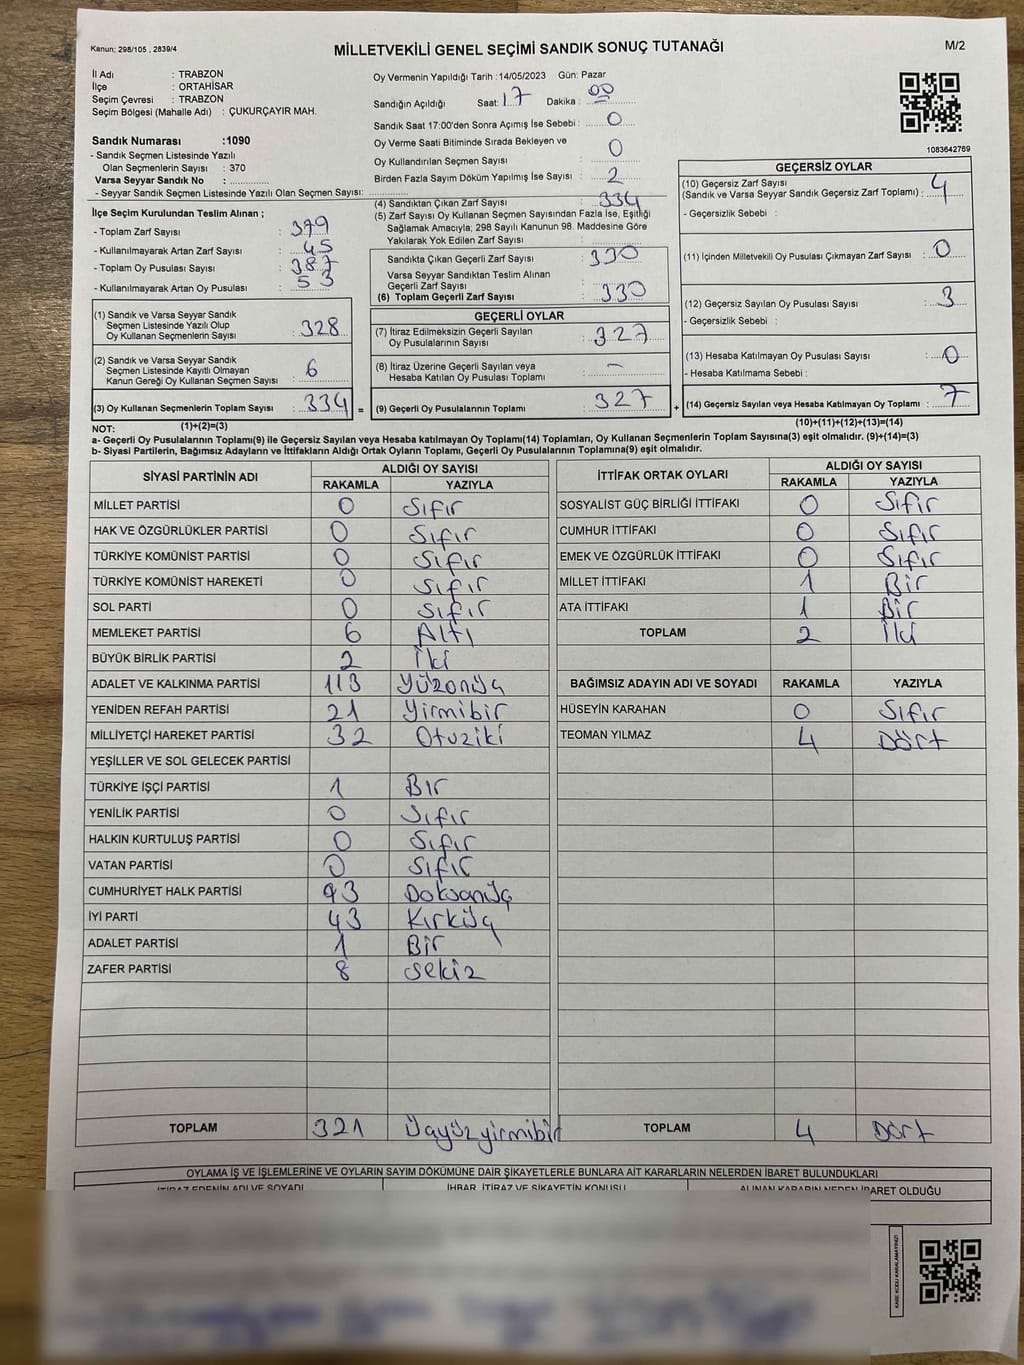 Kanun; 298/105 , 2839/4
MİLLETVEKİLİ GENEL SEÇİMİ SANDIK SONUÇ TUTANAĞI
M/2
İl Adı : TRABZON
İlçe : ORTAHİSAR
Seçim Çevresi : TRABZON
Seçim Bölgesi (Mahalle Adı) : ÇUKURÇAYIR MAH.
Sandık Numarası :1090
- Sandık Seçmen Listesinde Yazılı
Olan Seçmenlerin Sayısı : 370
Varsa Seyyar Sandık No :
- Seyyar Sandık Seçmen Listesinde Yazılı Olan Seçmen Sayısı:
Oy Vermenin Yapıldığı Tarih :14/05/2023 Gün: Pazar
Sandığın Açıldığı Saat: 17 Dakika : 00
Sandık Saat 17:00'den Sonra Açımış İse Sebebi : 0
Oy Verme Saati Bitiminde Sırada Bekleyen ve
Oy Kullandırılan Seçmen Sayısı : 0
Birden Fazla Sayım Döküm Yapılmış İse Sayısı : 2
1083642769
İlçe Seçim Kurulundan Teslim Alınan ;
- Toplam Zarf Sayısı : 379
- Kullanılmayarak Artan Zarf Sayısı : 45
- Toplam Oy Pusulası Sayısı : 387
- Kullanılmayarak Artan Oy Pusulası : 53
(4) Sandıktan Çıkan Zarf Sayısı : 334
(5) Zarf Sayısı Oy Kullanan Seçmen Sayısından Fazla İse, Eşitliği
Sağlamak Amacıyla; 298 Sayılı Kanunun 98. Maddesine Göre
Yakılarak Yok Edilen Zarf Sayısı :
Sandıkta Çıkan Geçerli Zarf Sayısı : 330
Varsa Seyyar Sandıktan Teslim Alınan
Geçerli Zarf Sayısı :
(6) Toplam Geçerli Zarf Sayısı : 330
GEÇERSİZ OYLAR
(10) Geçersiz Zarf Sayısı
(Sandık ve Varsa Seyyar Sandık Geçersiz Zarf Toplamı) : 4
- Geçersizlik Sebebi :
(11) İçinden Milletvekili Oy Pusulası Çıkmayan Zarf Sayısı : 0
(12) Geçersiz Sayılan Oy Pusulası Sayısı : 3
- Geçersizlik Sebebi :
(13) Hesaba Katılmayan Oy Pusulası Sayısı : 0
- Hesaba Katılmama Sebebi :
(14) Geçersiz Sayılan veya Hesaba Katılmayan Oy Toplamı : 7
(10)+(11)+(12)+(13)=(14)
(1) Sandık ve Varsa Seyyar Sandık
Seçmen Listesinde Yazılı Olup
Oy Kullanan Seçmenlerin Sayısı : 328
(2) Sandık ve Varsa Seyyar Sandık
Seçmen Listesinde Kayıtlı Olmayan
Kanun Gereği Oy Kullanan Seçmen Sayısı : 6
(3) Oy Kullanan Seçmenlerin Toplam Sayısı : 334 =
(1)+(2)=(3)
GEÇERLİ OYLAR
(7) İtiraz Edilmeksizin Geçerli Sayılan
Oy Pusulalarının Sayısı : 327
(8) İtiraz Üzerine Geçerli Sayılan veya
Hesaba Katılan Oy Pusulası Toplamı : –
(9) Geçerli Oy Pusulalarının Toplamı : 327 +
NOT:
a- Geçerli Oy Pusulalarının Toplamı(9) ile Geçersiz Sayılan veya Hesaba katılmayan Oy Toplamı(14) Toplamları, Oy Kullanan Seçmenlerin Toplam Sayısına(3) eşit olmalıdır. (9)+(14)=(3)
b- Siyasi Partilerin, Bağımsız Adayların ve İttifakların Aldığı Ortak Oyların Toplamı, Geçerli Oy Pusulalarının Toplamına(9) eşit olmalıdır.
SİYASİ PARTİNİN ADI ALDIĞI OY SAYISI
RAKAMLA YAZIYLA
MİLLET PARTİSİ 0 Sıfır
HAK VE ÖZGÜRLÜKLER PARTİSİ 0 Sıfır
TÜRKİYE KOMÜNİST PARTİSİ 0 Sıfır
TÜRKİYE KOMÜNİST HAREKETİ 0 Sıfır
SOL PARTİ 0 Sıfır
MEMLEKET PARTİSİ 6 Altı
BÜYÜK BİRLİK PARTİSİ 2 İki
ADALET VE KALKINMA PARTİSİ 113 Yüzonüç
YENİDEN REFAH PARTİSİ 21 Yirmibir
MİLLİYETÇİ HAREKET PARTİSİ 32 Otuziki
YEŞİLLER VE SOL GELECEK PARTİSİ
TÜRKİYE İŞÇİ PARTİSİ 1 Bir
YENİLİK PARTİSİ 0 Sıfır
HALKIN KURTULUŞ PARTİSİ 0 Sıfır
VATAN PARTİSİ 0 Sıfır
CUMHURİYET HALK PARTİSİ 93 Doksanüç
İYİ PARTİ 43 Kırküç
ADALET PARTİSİ 1 Bir
ZAFER PARTİSİ 8 Sekiz
TOPLAM 321 Üçyüzyirmibir
İTTİFAK ORTAK OYLARI ALDIĞI OY SAYISI
RAKAMLA YAZIYLA
SOSYALİST GÜÇ BİRLİĞİ İTTİFAKI 0 Sıfır
CUMHUR İTTİFAKI 0 Sıfır
EMEK VE ÖZGÜRLÜK İTTİFAKI 0 Sıfır
MİLLET İTTİFAKI 1 Bir
ATA İTTİFAKI 1 Bir
TOPLAM 2 İki
BAĞIMSIZ ADAYIN ADI VE SOYADI RAKAMLA YAZIYLA
HÜSEYİN KARAHAN 0 Sıfır
TEOMAN YILMAZ 4 Dört
TOPLAM 4 Dört
OYLAMA İŞ VE İŞLEMLERİNE VE OYLARIN SAYIM DÖKÜMÜNE DAİR ŞİKAYETLERLE BUNLARA AİT KARARLARIN NELERDEN İBARET BULUNDUKLARI
İTİRAZ EDENİN ADI VE SOYADI İHBAR, İTİRAZ VE ŞİKAYETİN KONUSU ALINAN KARARIN NEDEN İBARET OLDUĞU
KARE KODU KARALAMAYINIZ!